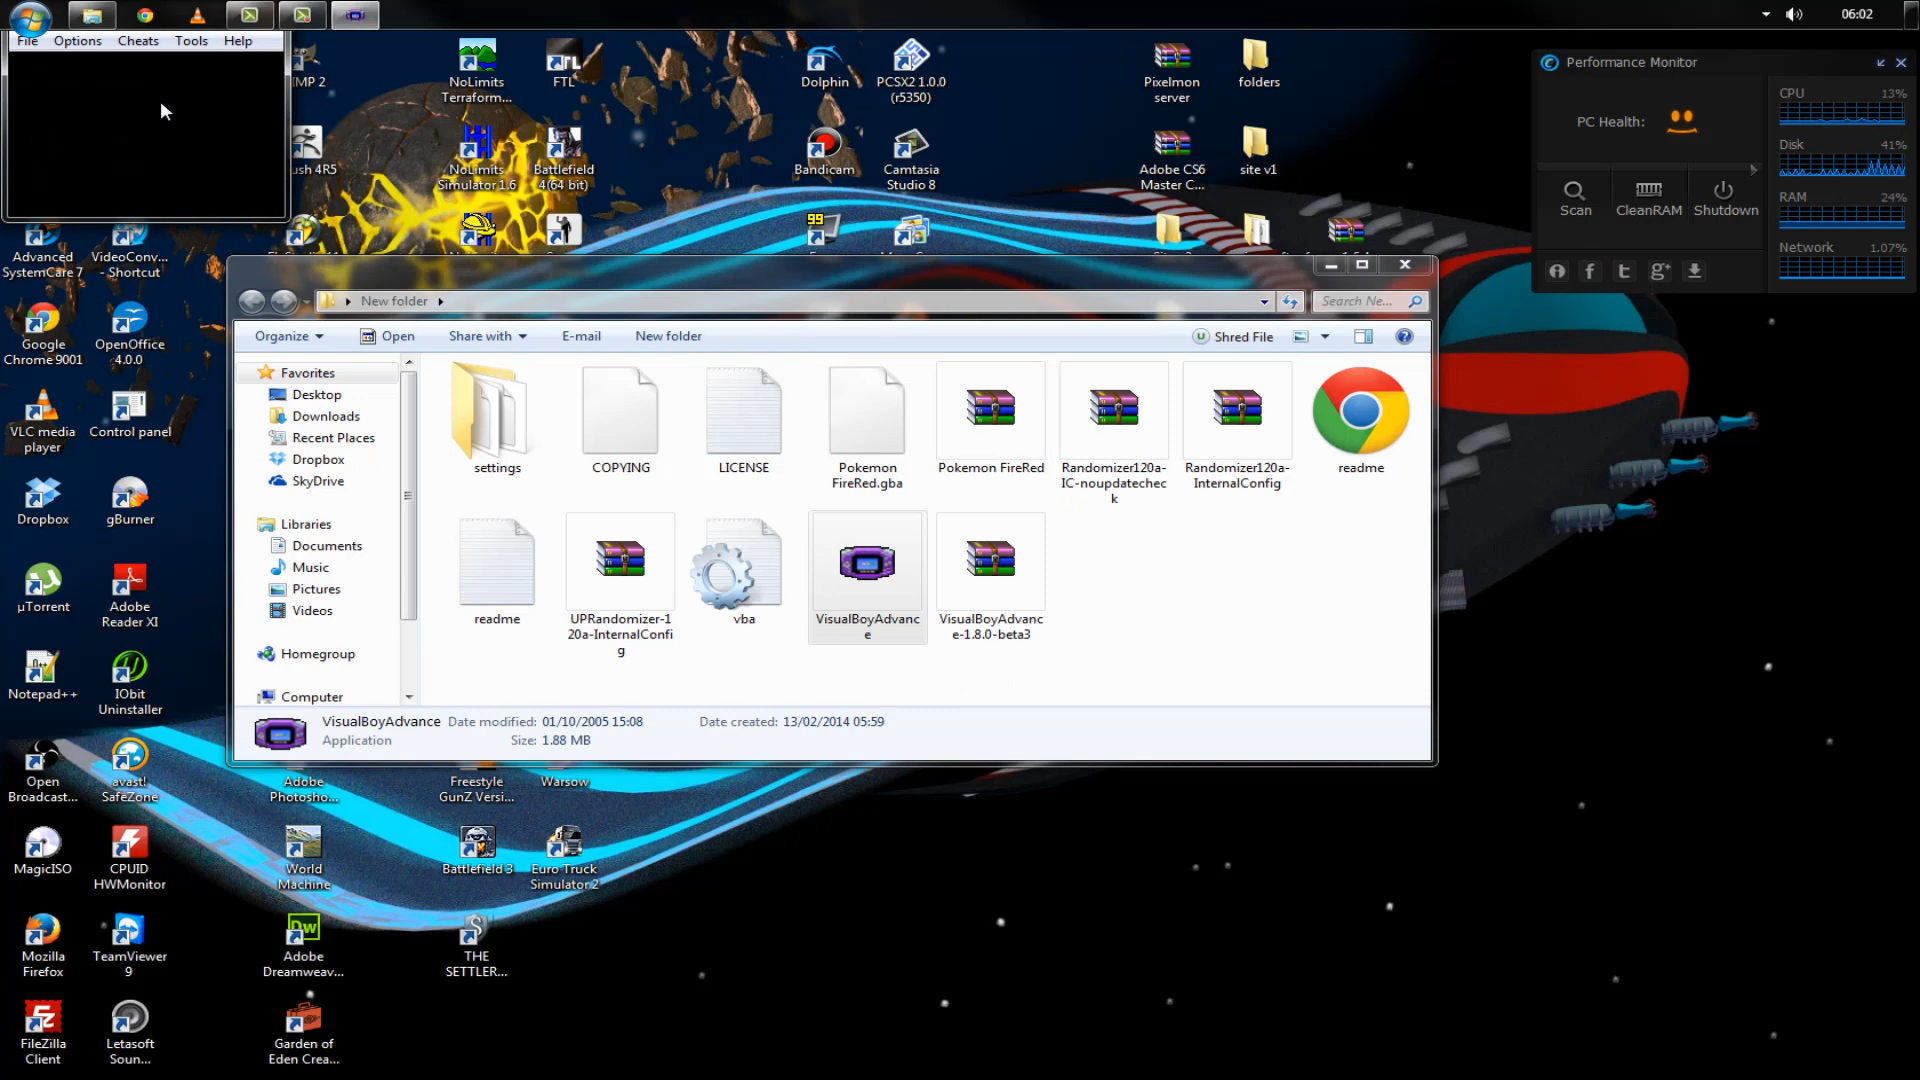 06:02
File Options Cheats Tools Help
Performance Monitor
PC Health:
CPU 13%
Disk 41%
RAM 24%
Network 1.07%
Scan CleanRAM Shutdown
IMP 2
NoLimits
Terraform...
FTL
Dolphin
PCSX2 1.0.0
(r5350)
Pixelmon
server
folders
ush 4R5
NoLimits
Simulator 1.6
Battlefield
4(64 bit)
Bandicam
Camtasia
Studio 8
Adobe CS6
Master C...
site v1
99
Advanced
SystemCare 7
VideoConv...
- Shortcut
Google
Chrome 9001
OpenOffice
4.0.0
VLC media
player
Control panel
Dropbox
gBurner
µTorrent
Adobe
Reader XI
Notepad++
IObit
Uninstaller
Open
Broadcast...
avast!
SafeZone
Adobe
Photosho...
Freestyle
GunZ Versi...
Warsow
MagicISO
CPUID
HWMonitor
World
Machine
Battlefield 3
Euro Truck
Simulator 2
Mozilla
Firefox
TeamViewer
9
Adobe
Dreamweav...
THE
SETTLER...
FileZilla
Client
Letasoft
Soun...
Garden of
Eden Crea...
New folder
Search Ne...
Organize Open Share with E-mail New folder Shred File
Favorites
Desktop
Downloads
Recent Places
Dropbox
SkyDrive
Libraries
Documents
Music
Pictures
Videos
Homegroup
Computer
settings
COPYING
LICENSE
Pokemon
FireRed.gba
Pokemon FireRed
Randomizer120a-
IC-noupdatechec
k
Randomizer120a-
InternalConfig
readme
readme
UPRandomizer-1
20a-InternalConfi
g
vba
VisualBoyAdvanc
e
VisualBoyAdvanc
e-1.8.0-beta3
VisualBoyAdvance Date modified: 01/10/2005 15:08 Date created: 13/02/2014 05:59
Application Size: 1.88 MB